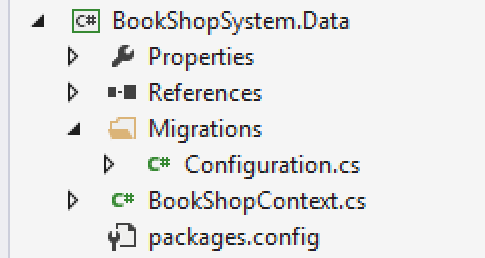 C# BookShopSystem.Data
Properties
References
Migrations
C# Configuration.cs
C# BookShopContext.cs
packages.config